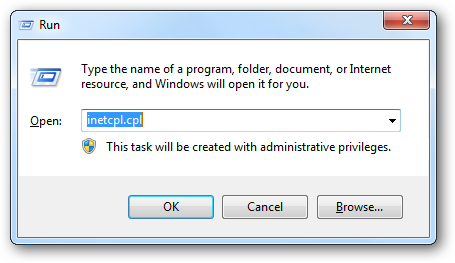 Run
Type the name of a program, folder, document, or Internet
resource, and Windows will open it for you.
Open: inetcpl.cpl
This task will be created with administrative privileges.
OK Cancel Browse...